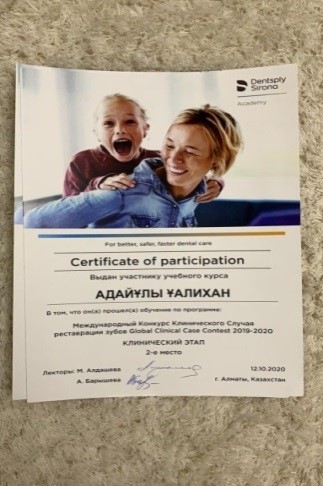 Dentsply
Sirona
Academy
For better, safer, faster dental care
Certificate of participation
Выдан участнику учебного курса
АДАЙҰЛЫ ҰАЛИХАН
В том, что он(а) прошел(а) обучение по программе:
Международный Конкурс Клинического Случая
реставрации зубов Global Clinical Case Contest 2019-2020
КЛИНИЧЕСКИЙ ЭТАП
2-е место
Лекторы: М. Алдашева 12.10.2020
А. Барышева г. Алматы, Казахстан